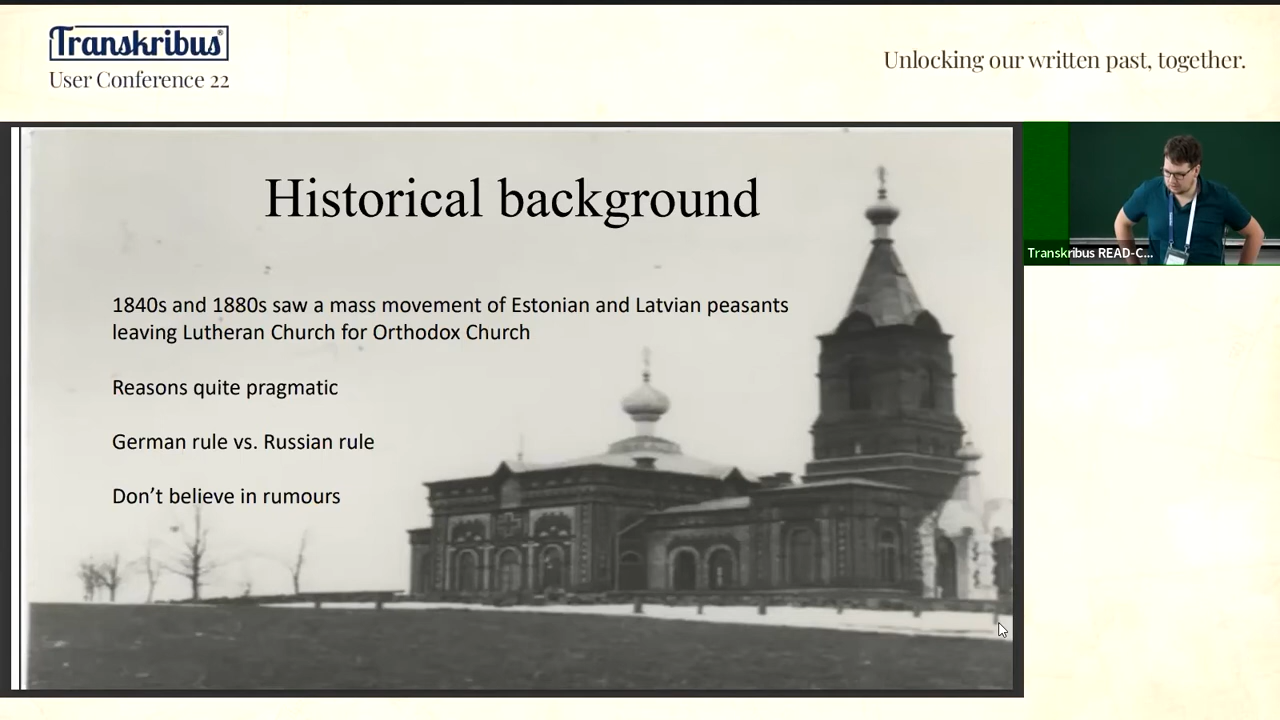 Transkribus®
User Conference 22
Unlocking our written past, together.
Historical background
1840s and 1880s saw a mass movement of Estonian and Latvian peasants
leaving Lutheran Church for Orthodox Church
Reasons quite pragmatic
German rule vs. Russian rule
Don’t believe in rumours
Transkribus READ-C...